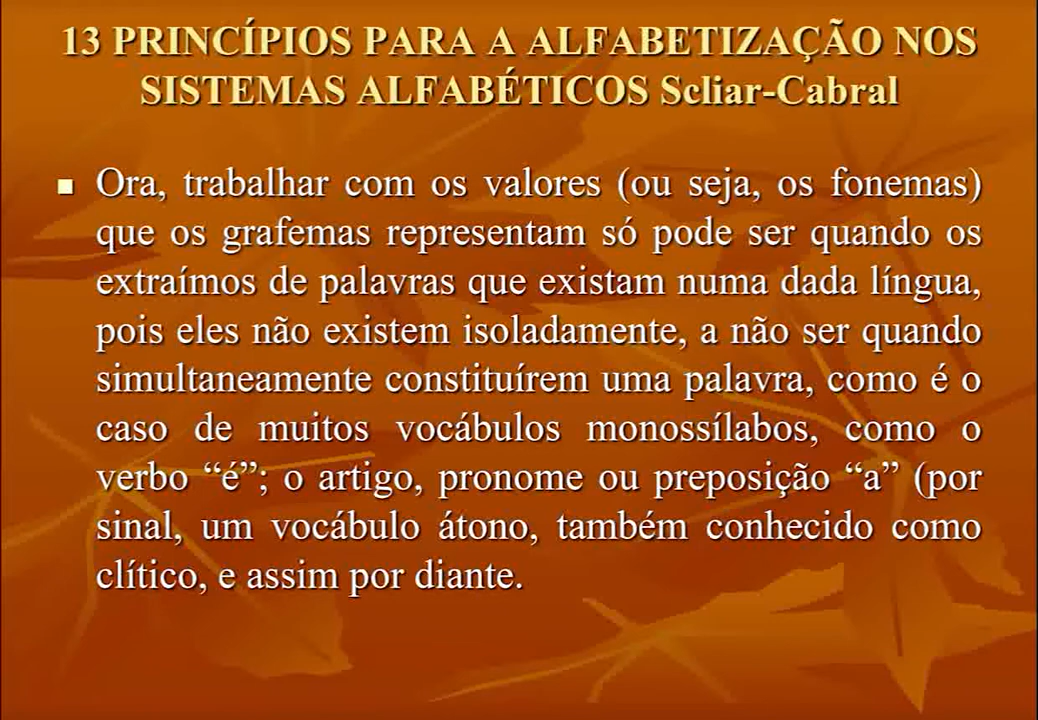 13 PRINCÍPIOS PARA A ALFABETIZAÇÃO NOS
SISTEMAS ALFABÉTICOS Scliar-Cabral
Ora, trabalhar com os valores (ou seja, os fonemas)
que os grafemas representam só pode ser quando os
extraímos de palavras que existam numa dada língua,
pois eles não existem isoladamente, a não ser quando
simultaneamente constituírem uma palavra, como é o
caso de muitos vocábulos monossílabos, como o
verbo “é”; o artigo, pronome ou preposição “a” (por
sinal, um vocábulo átono, também conhecido como
clítico, e assim por diante.